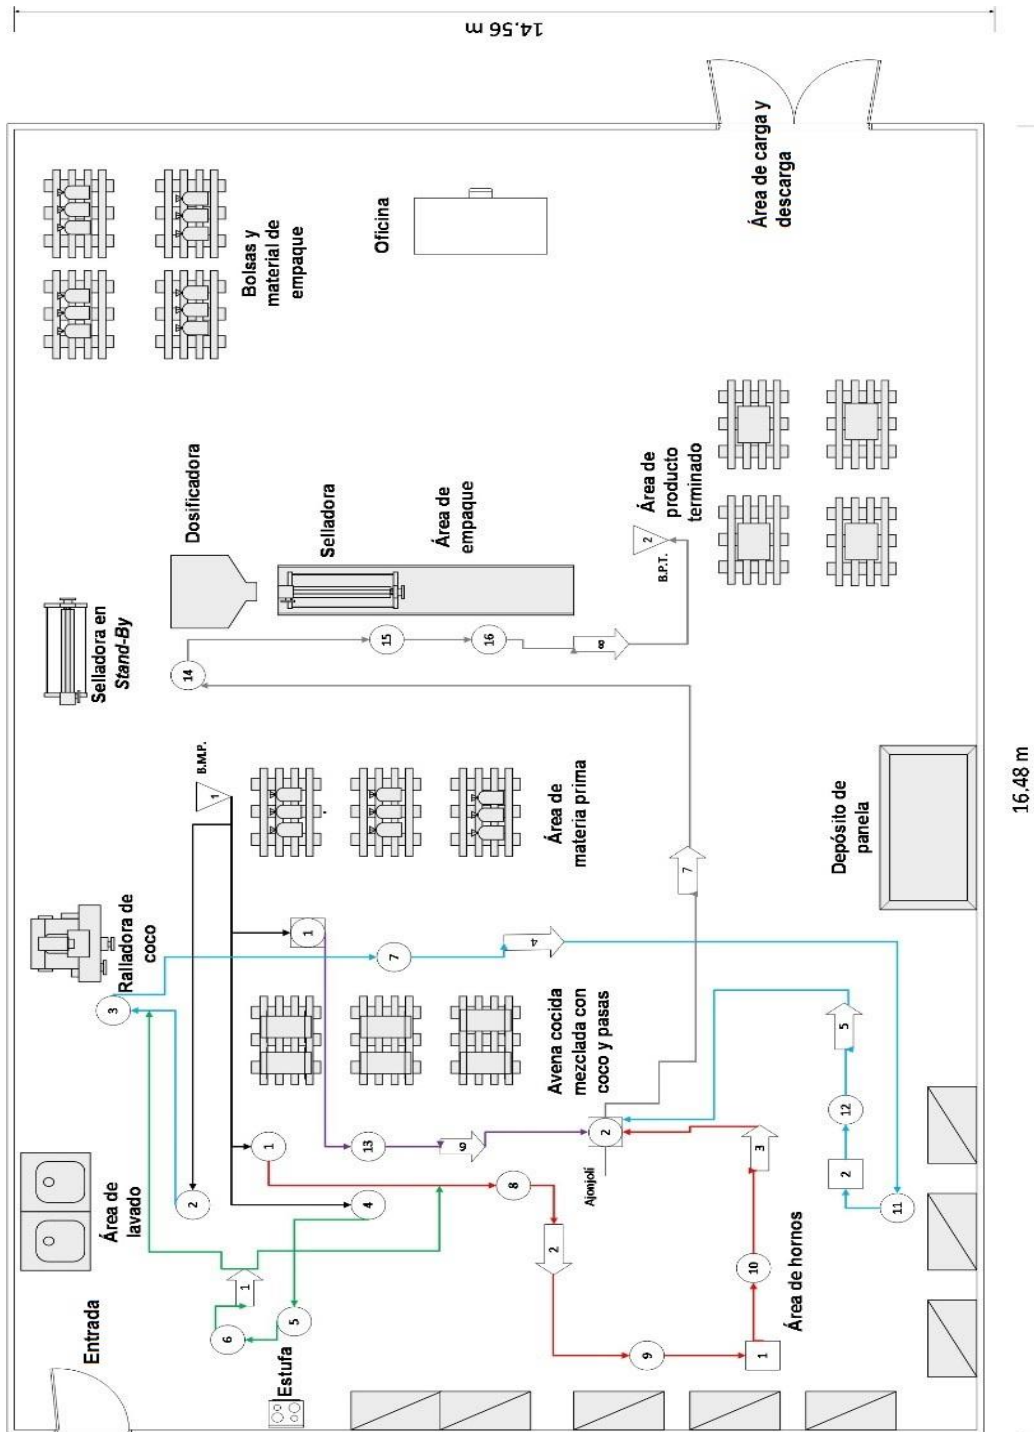 14.56 m
16.48 m
Entrada
Área de
lavado
Ralladora de
coco
Selladora en
Stand-By
Dosificadora
Selladora
Área de
empaque
Bolsas y
material de
empaque
Oficina
Área de carga y
descarga
Estufa
B.M.P.
1
Área de
materia prima
Avena cocida
mezclada con
coco y pasas
Área de
producto
terminado
B.P.T.
2
Depósito de
panela
Área de hornos
Ajonjolí
3
2
1
1
4
5
6
1
7
4
13
6
2
8
2
9
1
10
3
11
2
12
5
7
14
15
16
8